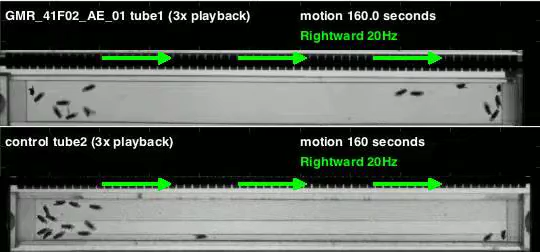 GMR_41F02_AE_01 tube1 (3x playback)
motion 160.0 seconds
Rightward 20Hz
control tube2 (3x playback)
motion 160 seconds
Rightward 20Hz